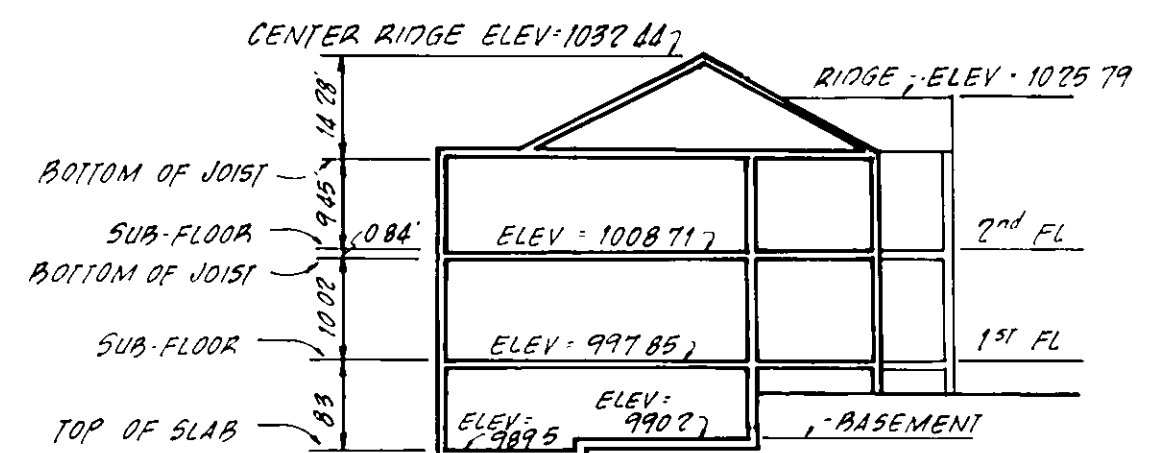 CENTER RIDGE ELEV=1032 44
RIDGE, ELEV - 1025 79
14 28'
BOTTOM OF JOIST
9 45'
SUB-FLOOR
0 84'
ELEV = 1008 71
2nd FL
BOTTOM OF JOIST
10 02
SUB-FLOOR
ELEV = 997 85
1ST FL
8 3
TOP OF SLAB
ELEV=
989 5
ELEV=
990 2
BASEMENT